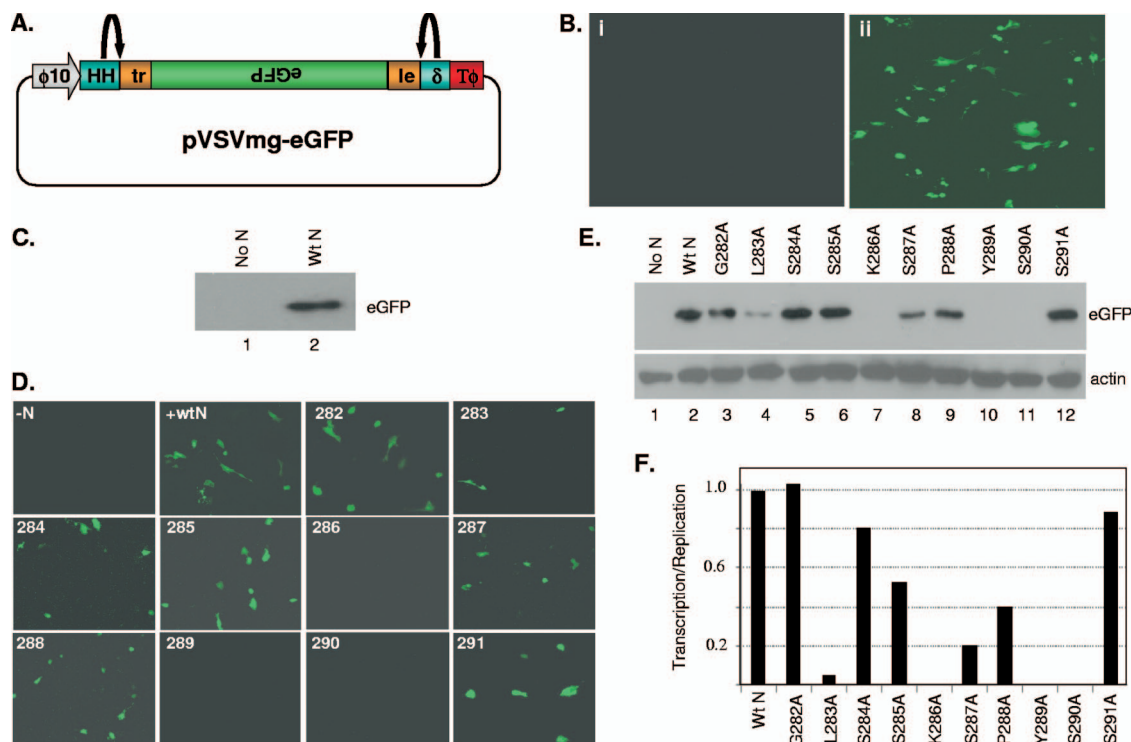 A.
ɸ10 HH tr eGFP le δ Tɸ
pVSVmg-eGFP
B.
i ii
C.
No N Wt N
eGFP
1 2
D.
-N +wtN 282 283
284 285 286 287
288 289 290 291
E.
No N Wt N G282A L283A S284A S285A K286A S287A P288A Y289A S290A S291A
eGFP
actin
1 2 3 4 5 6 7 8 9 10 11 12
F.
Transcription/Replication
1.0
0.6
0.2
Wt N G282A L283A S284A S285A K286A S287A P288A Y289A S290A S291A